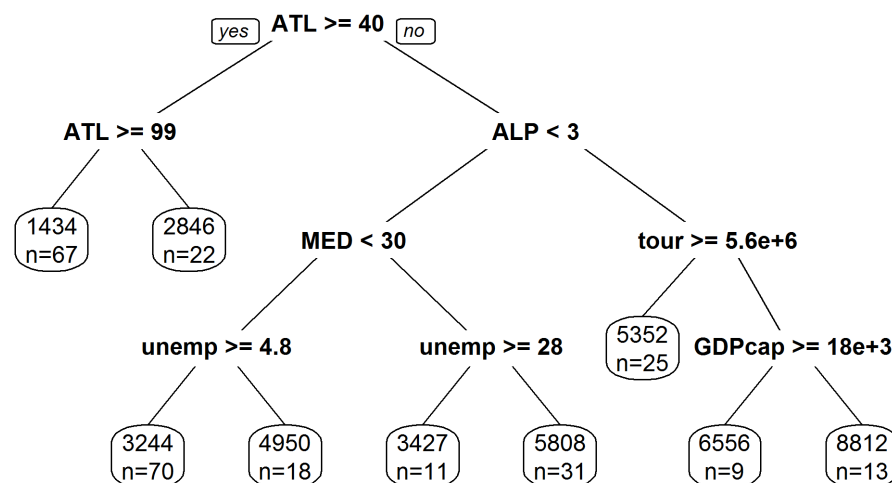 yes ATL >= 40 no
ATL >= 99
ALP < 3
1434
n=67
2846
n=22
MED < 30
tour >= 5.6e+6
unemp >= 4.8
unemp >= 28
5352
n=25
GDPcap >= 18e+3
3244
n=70
4950
n=18
3427
n=11
5808
n=31
6556
n=9
8812
n=13